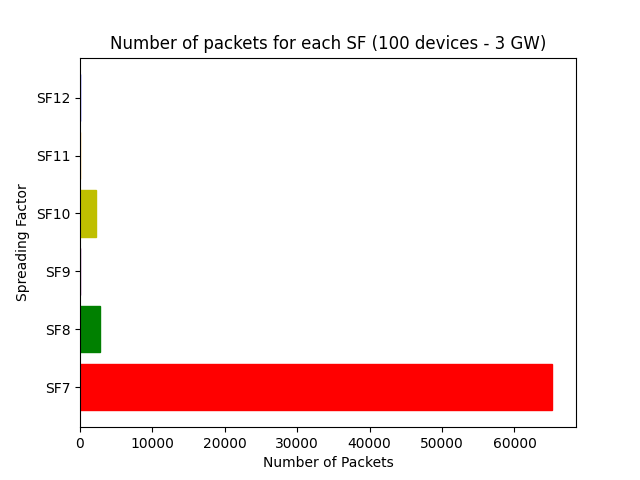 Number of packets for each SF (100 devices - 3 GW)
SF12
SF11
SF10
SF9
SF8
SF7
Spreading Factor
0 10000 20000 30000 40000 50000 60000
Number of Packets